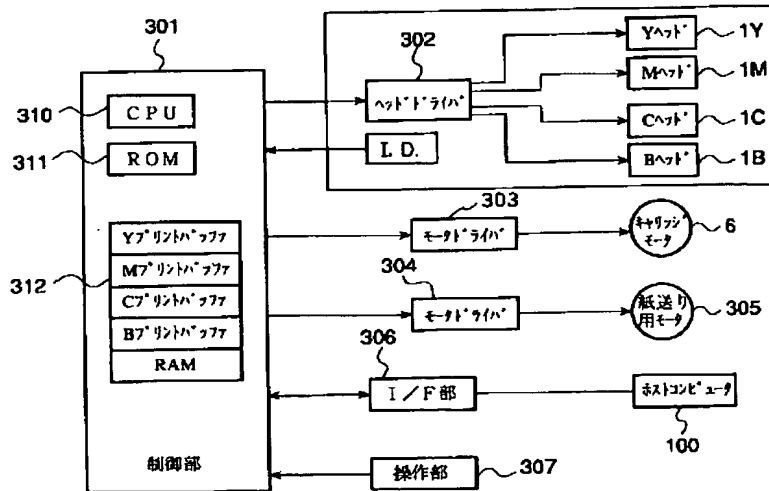 301
310
CPU
311
ROM
312
Yプリントバッファ
Mプリントバッファ
Cプリントバッファ
Bプリントバッファ
RAM
制御部
302
ヘッドドライバ
I.D.
Yヘッド
1Y
Mヘッド
1M
Cヘッド
1C
Bヘッド
1B
303
モータドライバ
キャリッジ
モータ
6
304
モータドライバ
紙送り
用モータ
305
306
I/F部
ホストコンピュータ
100
操作部
307